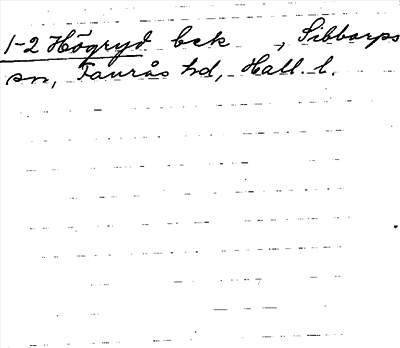 1-2 Högryd bck , Sibbarps
sn, Faurås hd, Hall. l.